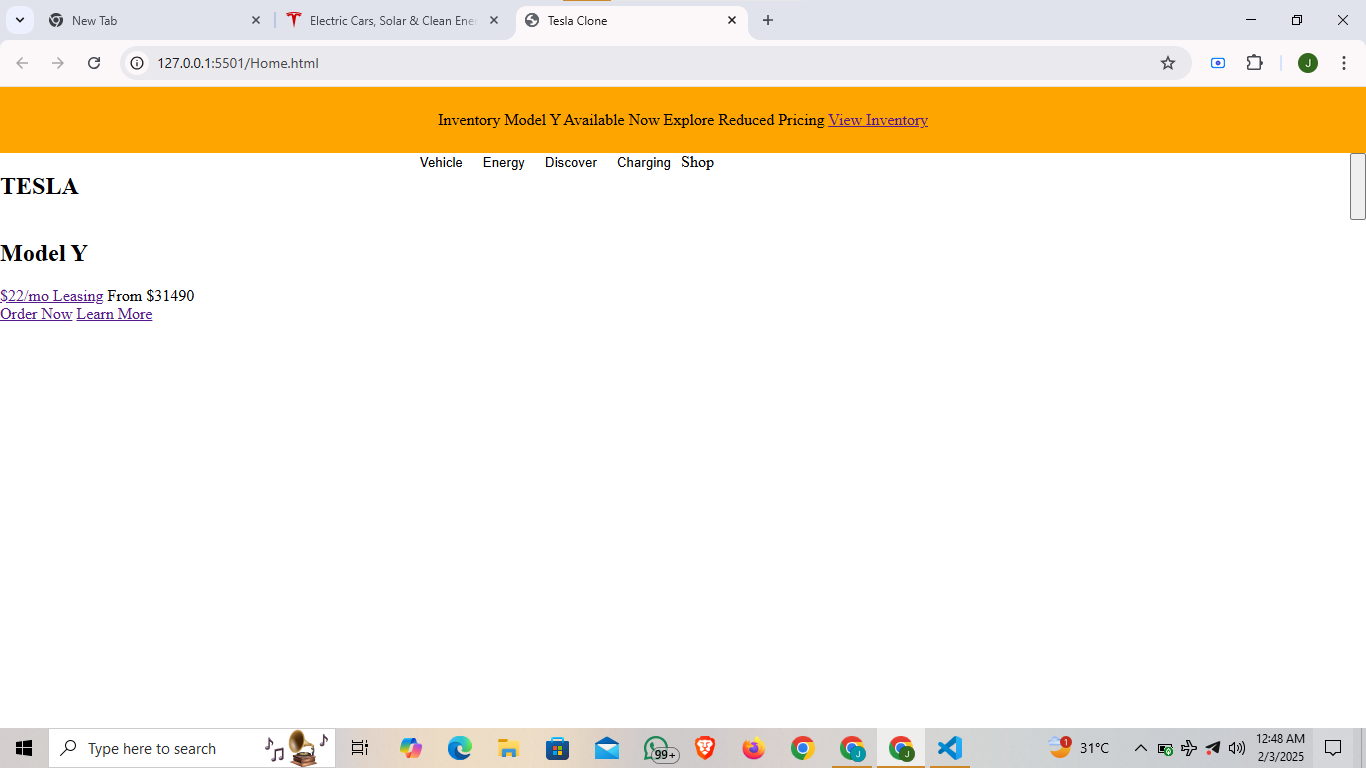 New Tab
Electric Cars, Solar & Clean Ene
Tesla Clone
127.0.0.1:5501/Home.html
J
Inventory Model Y Available Now Explore Reduced Pricing View Inventory
Vehicle Energy Discover Charging Shop
TESLA
Model Y
$22/mo Leasing From $31490
Order Now Learn More
Type here to search
99+
J
J
1
31°C
12:48 AM
2/3/2025